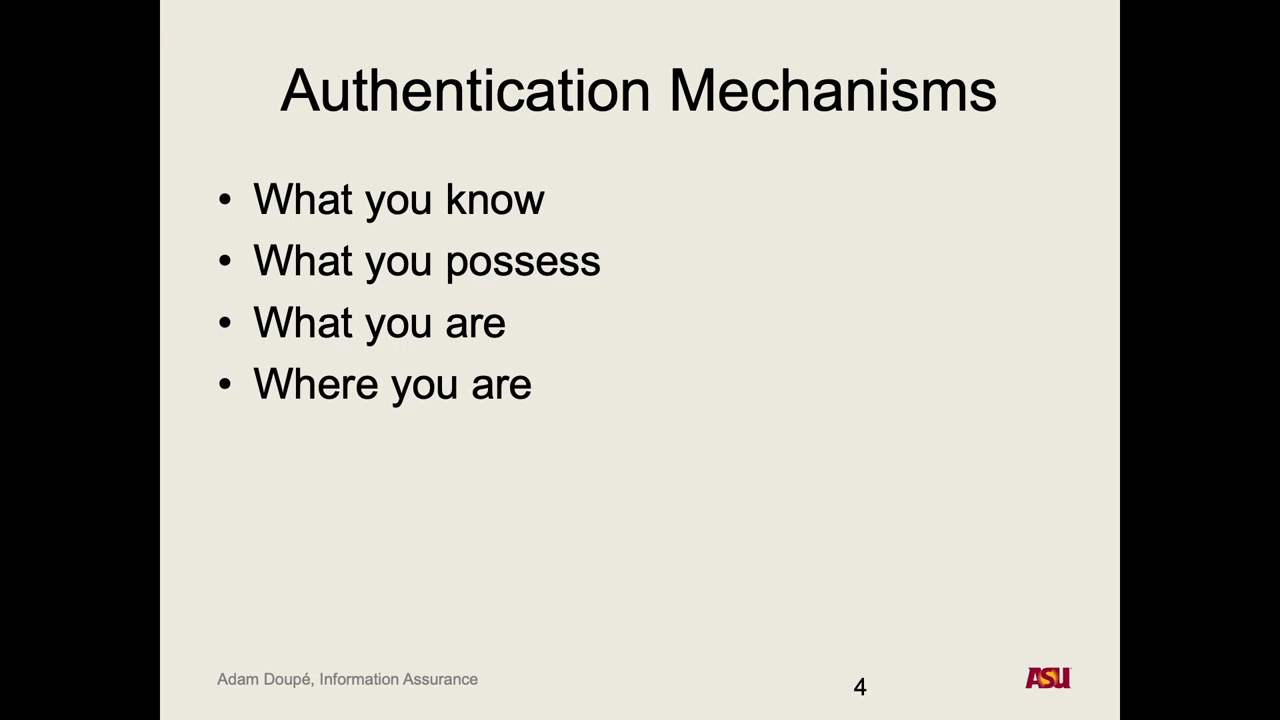 Authentication Mechanisms
• What you know
• What you possess
• What you are
• Where you are
Adam Doupé, Information Assurance
4
ASU